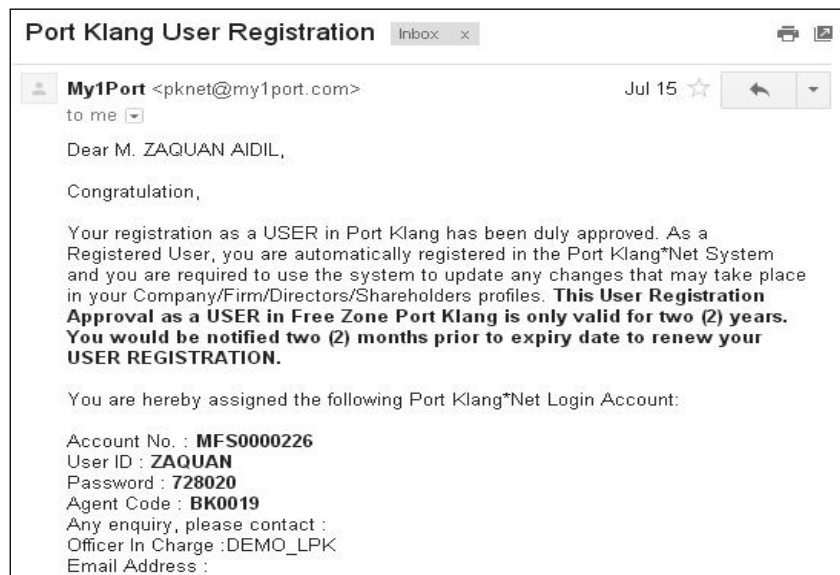 Port Klang User Registration Inbox x
My1Port <pknet@my1port.com> Jul 15
to me
Dear M. ZAQUAN AIDIL,
Congratulation,
Your registration as a USER in Port Klang has been duly approved. As a
Registered User, you are automatically registered in the Port Klang*Net System
and you are required to use the system to update any changes that may take place
in your Company/Firm/Directors/Shareholders profiles. This User Registration
Approval as a USER in Free Zone Port Klang is only valid for two (2) years.
You would be notified two (2) months prior to expiry date to renew your
USER REGISTRATION.
You are hereby assigned the following Port Klang*Net Login Account:
Account No. : MFS0000226
User ID : ZAQUAN
Password : 728020
Agent Code : BK0019
Any enquiry, please contact :
Officer In Charge :DEMO_LPK
Email Address :